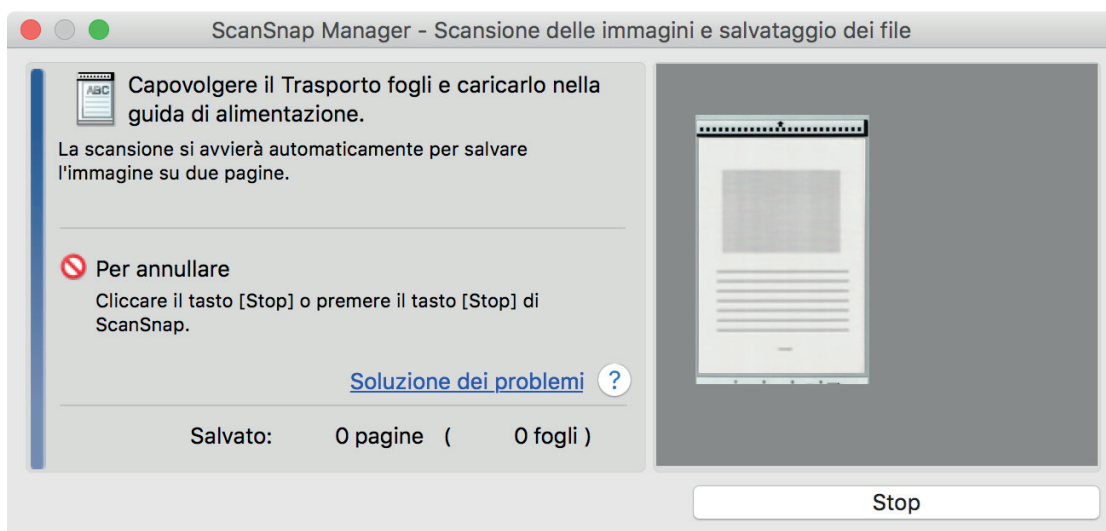 ScanSnap Manager - Scansione delle immagini e salvataggio dei file
ABC
Capovolgere il Trasporto fogli e caricarlo nella
guida di alimentazione.
La scansione si avvierà automaticamente per salvare
l'immagine su due pagine.
Per annullare
Cliccare il tasto [Stop] o premere il tasto [Stop] di
ScanSnap.
Soluzione dei problemi ?
Salvato: 0 pagine ( 0 fogli )
Stop